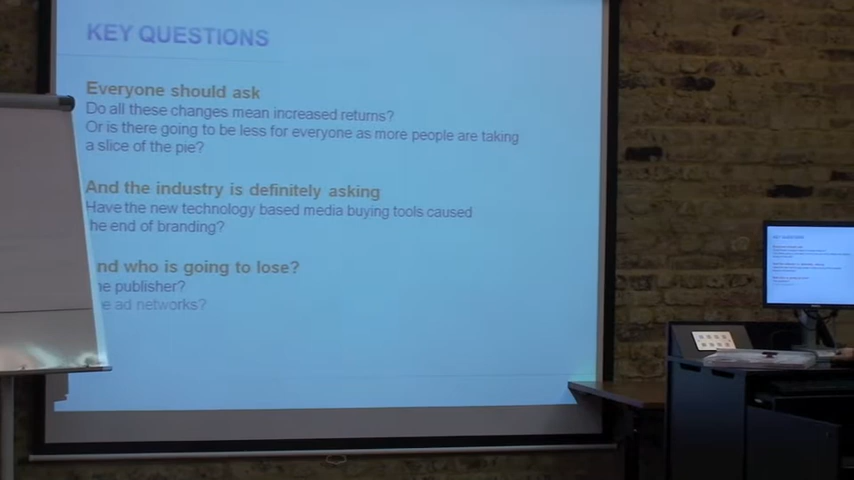 KEY QUESTIONS
Everyone should ask
Do all these changes mean increased returns?
Or is there going to be less for everyone as more people are taking
a slice of the pie?
And the industry is definitely asking
Have the new technology based media buying tools caused
he end of branding?
nd who is going to lose?
he publisher?
e ad networks?